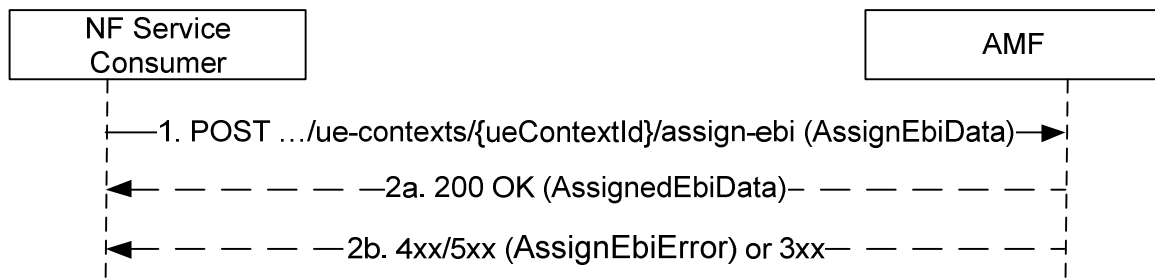 NF Service
Consumer
AMF
1. POST …/ue-contexts/{ueContextId}/assign-ebi (AssignEbiData)
2a. 200 OK (AssignedEbiData)
2b. 4xx/5xx (AssignEbiError) or 3xx